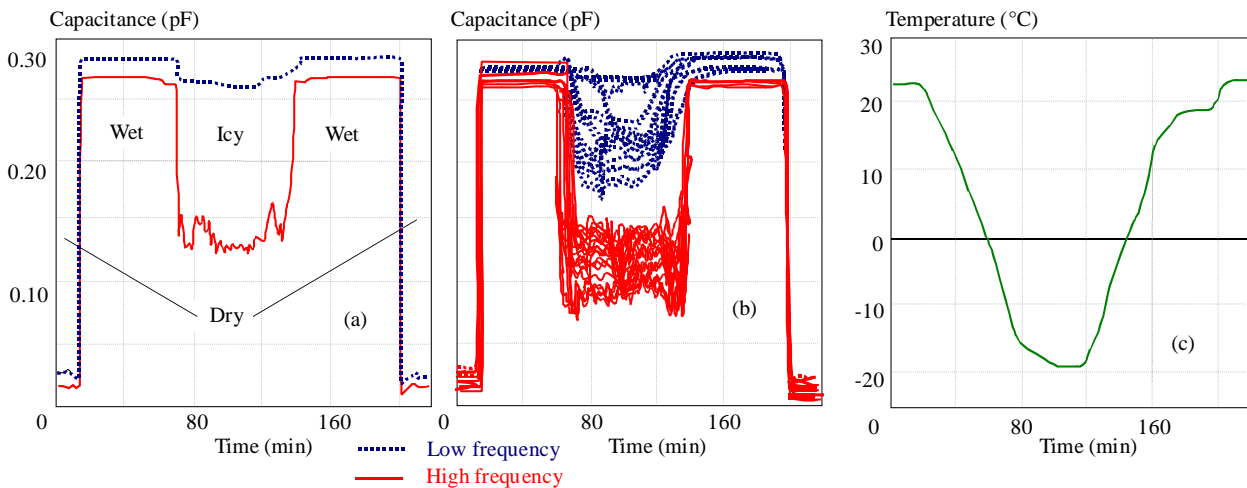 Capacitance (pF)
0.30
0.20
0.10
0
Wet
Icy
Wet
Dry
(a)
80
160
Time (min)
Capacitance (pF)
(b)
80
160
Time (min)
Temperature (°C)
30
20
10
0
-10
-20
0
(c)
80
160
Time (min)
Low frequency
High frequency